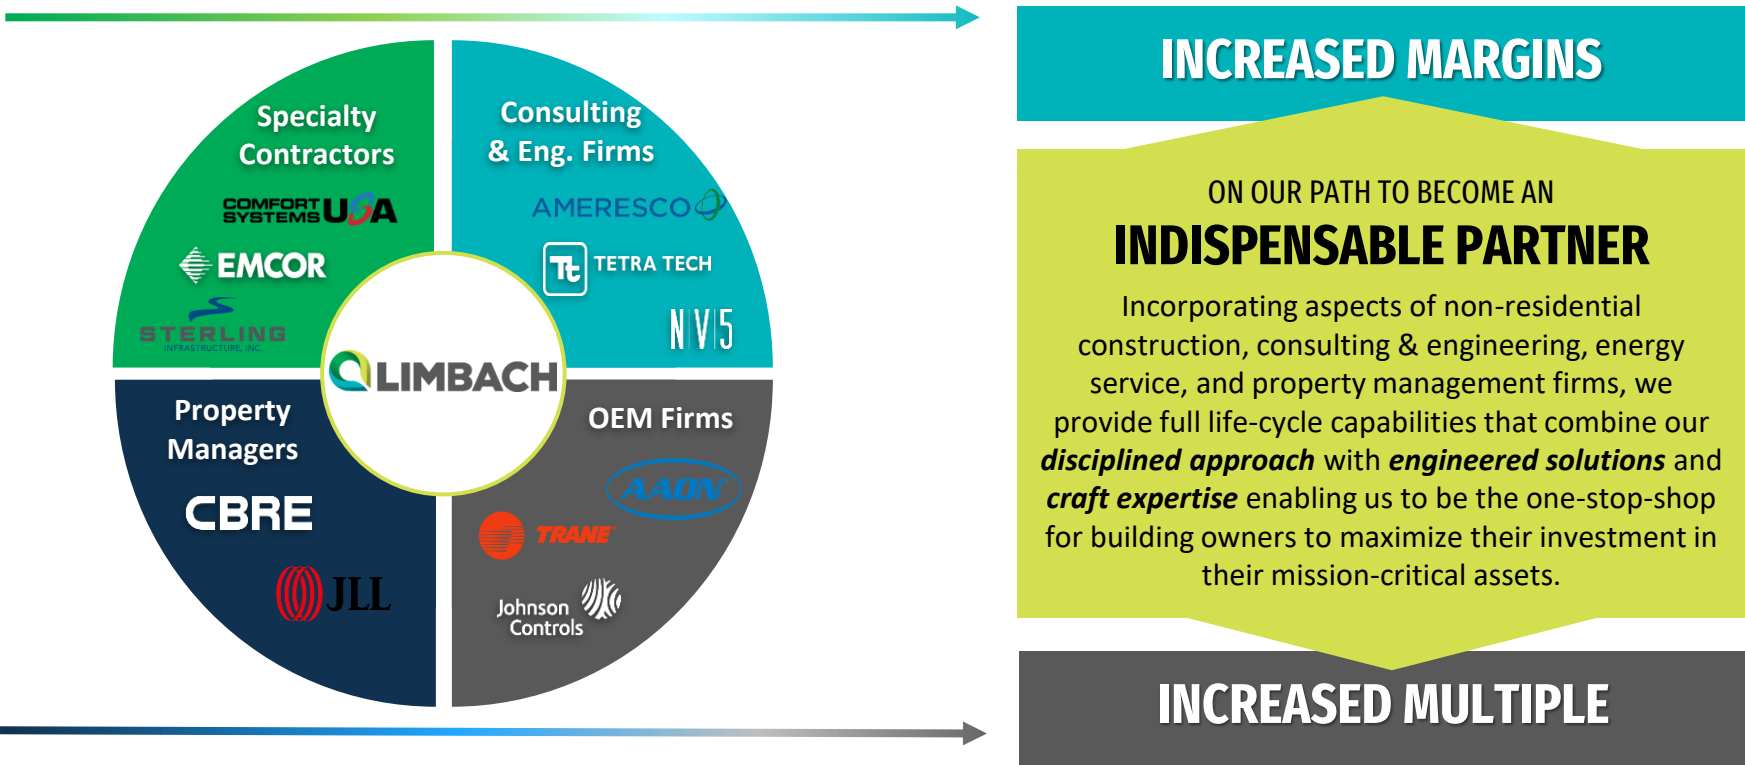 Specialty
Contractors
COMFORT
SYSTEMS USA
EMCOR
STERLING
INFRASTRUCTURE, INC.
Consulting
& Eng. Firms
AMERESCO
Tt TETRA TECH
N|V|5
LIMBACH
Property
Managers
CBRE
JLL
OEM Firms
AAON
TRANE
Johnson
Controls
INCREASED MARGINS
ON OUR PATH TO BECOME AN
INDISPENSABLE PARTNER
Incorporating aspects of non-residential
construction, consulting & engineering, energy
service, and property management firms, we
provide full life-cycle capabilities that combine our
disciplined approach with engineered solutions and
craft expertise enabling us to be the one-stop-shop
for building owners to maximize their investment in
their mission-critical assets.
INCREASED MULTIPLE